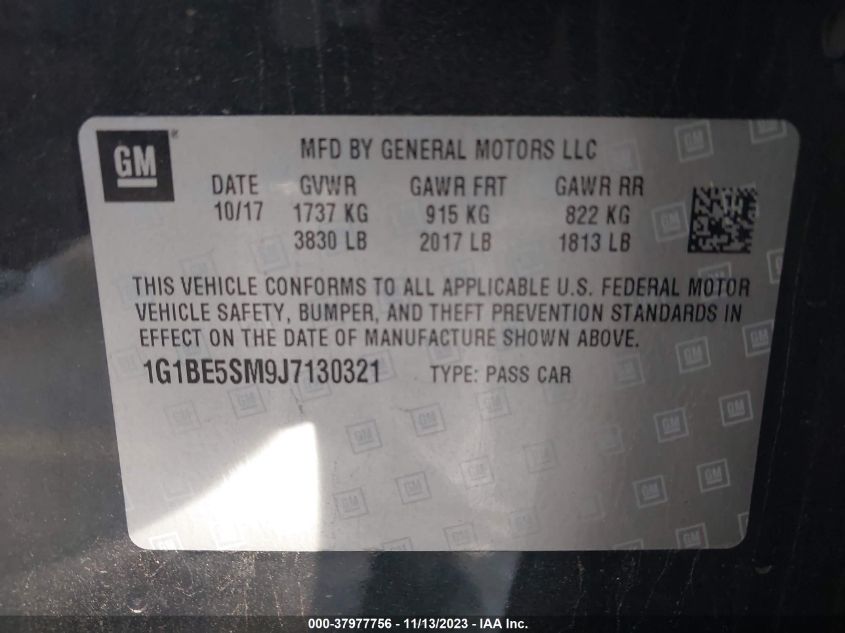 GM ®
MFD BY GENERAL MOTORS LLC
DATE GVWR GAWR FRT GAWR RR
10/17 1737 KG 915 KG 822 KG
3830 LB 2017 LB 1813 LB
THIS VEHICLE CONFORMS TO ALL APPLICABLE U.S. FEDERAL MOTOR
VEHICLE SAFETY, BUMPER, AND THEFT PREVENTION STANDARDS IN
EFFECT ON THE DATE OF MANUFACTURE SHOWN ABOVE.
1G1BE5SM9J7130321 TYPE: PASS CAR
000-37977756 - 11/13/2023 - IAA Inc.